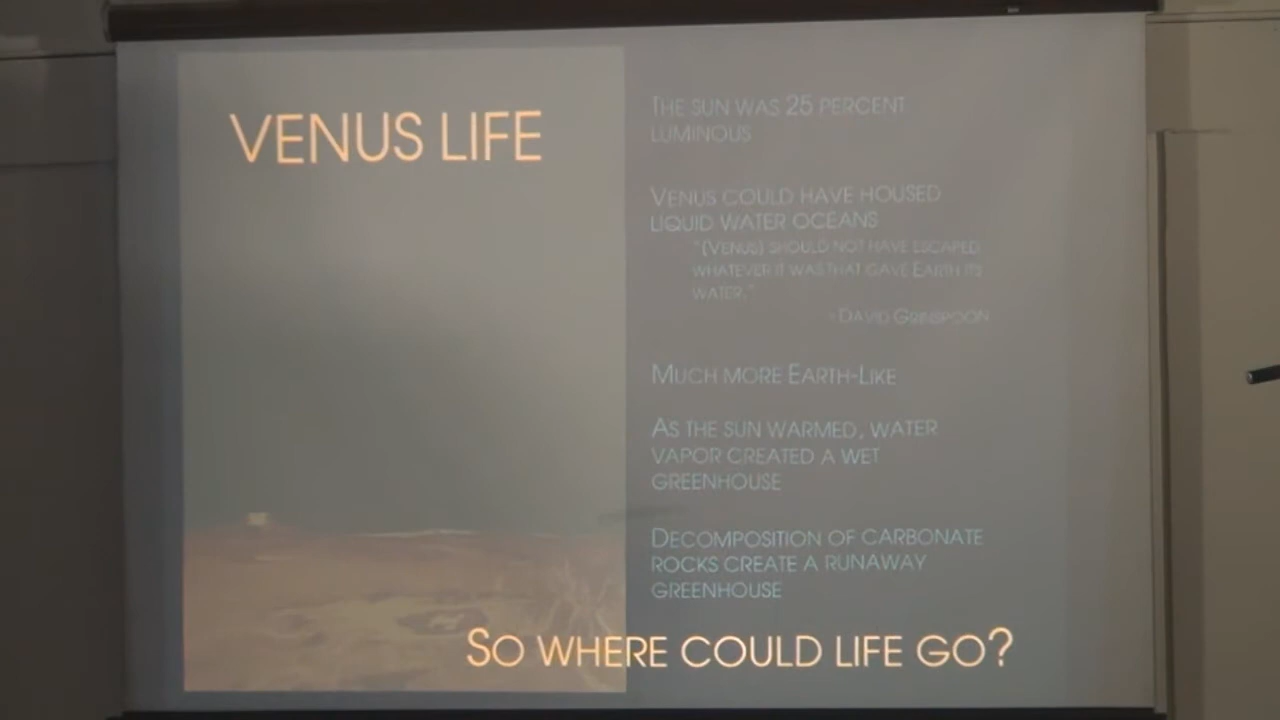 VENUS LIFE
THE SUN WAS 25 PERCENT
LUMINOUS
VENUS COULD HAVE HOUSED
LIQUID WATER OCEANS
"(VENUS) SHOULD NOT HAVE ESCAPED
WHATEVER IT WAS THAT GAVE EARTH ITS
WATER."
-DAVID GRINSPOON
MUCH MORE EARTH-LIKE
AS THE SUN WARMED, WATER
VAPOR CREATED A WET
GREENHOUSE
DECOMPOSITION OF CARBONATE
ROCKS CREATE A RUNAWAY
GREENHOUSE
SO WHERE COULD LIFE GO?